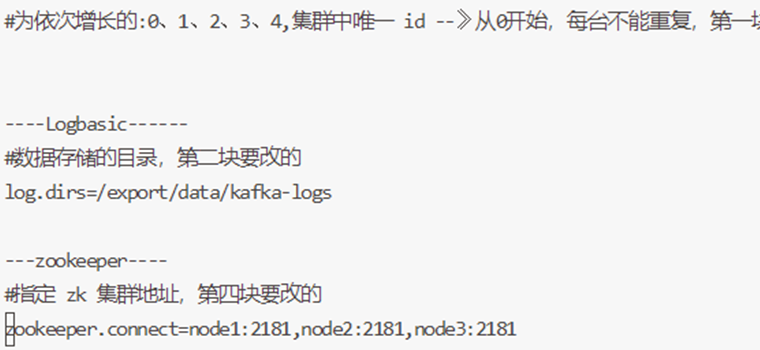 #为依次增长的:0、1、2、3、4,集群中唯一 id --》从0开始，每台不能重复，第一块
----Logbasic------
#数据存储的目录，第二块要改的
log.dirs=/export/data/kafka-logs
---zookeeper----
#指定 zk 集群地址，第四块要改的
zookeeper.connect=node1:2181,node2:2181,node3:2181